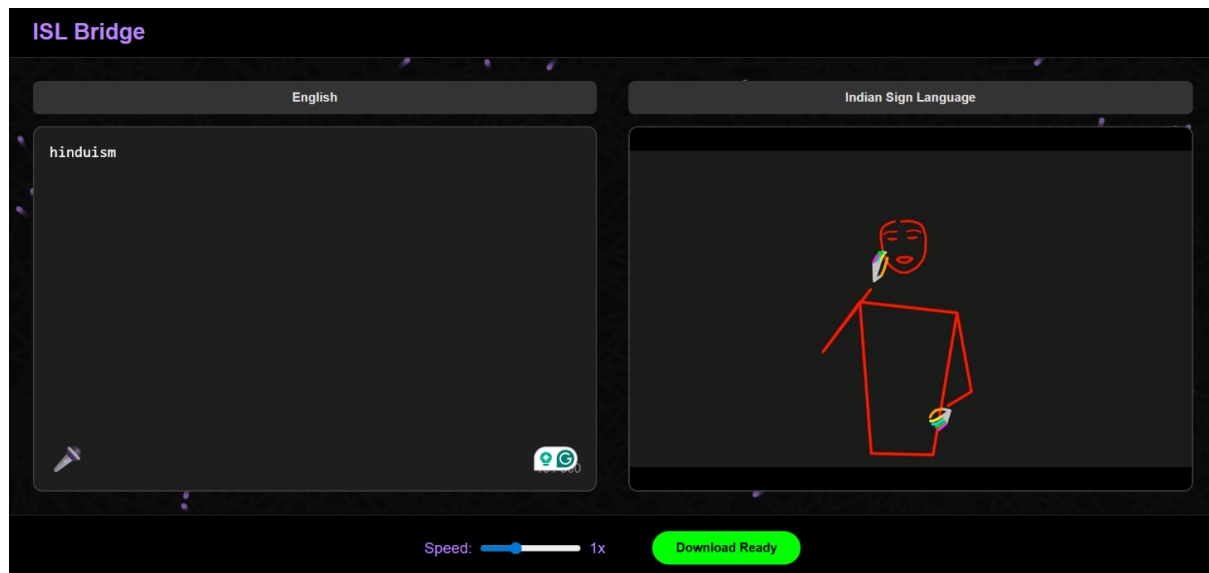 ISL Bridge
English
Indian Sign Language
hinduism
Speed:
1x
Download Ready